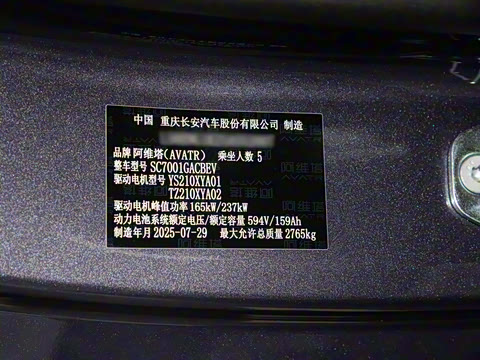 中国 重庆长安汽车股份有限公司 制造
品牌 阿维塔(AVATR) 乘坐人数 5
整车型号 SC7001GACBEV
驱动电机型号 YS210XYA01
TZ210XYA02
驱动电机峰值功率 165kW/237kW
动力电池系统额定电压/额定容量 594V/159Ah
制造年月 2025-07-29 最大允许总质量 2765kg